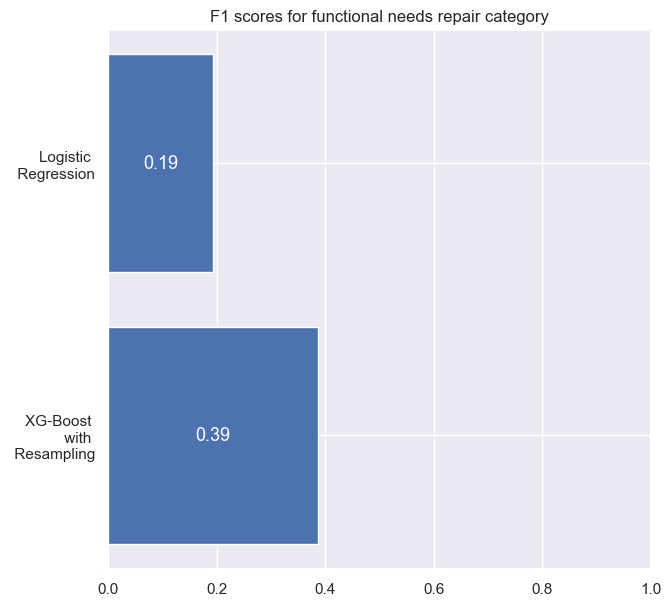 F1 scores for functional needs repair category
Logistic
Regression
0.19
XG-Boost
with
Resampling
0.39
0.0 0.2 0.4 0.6 0.8 1.0